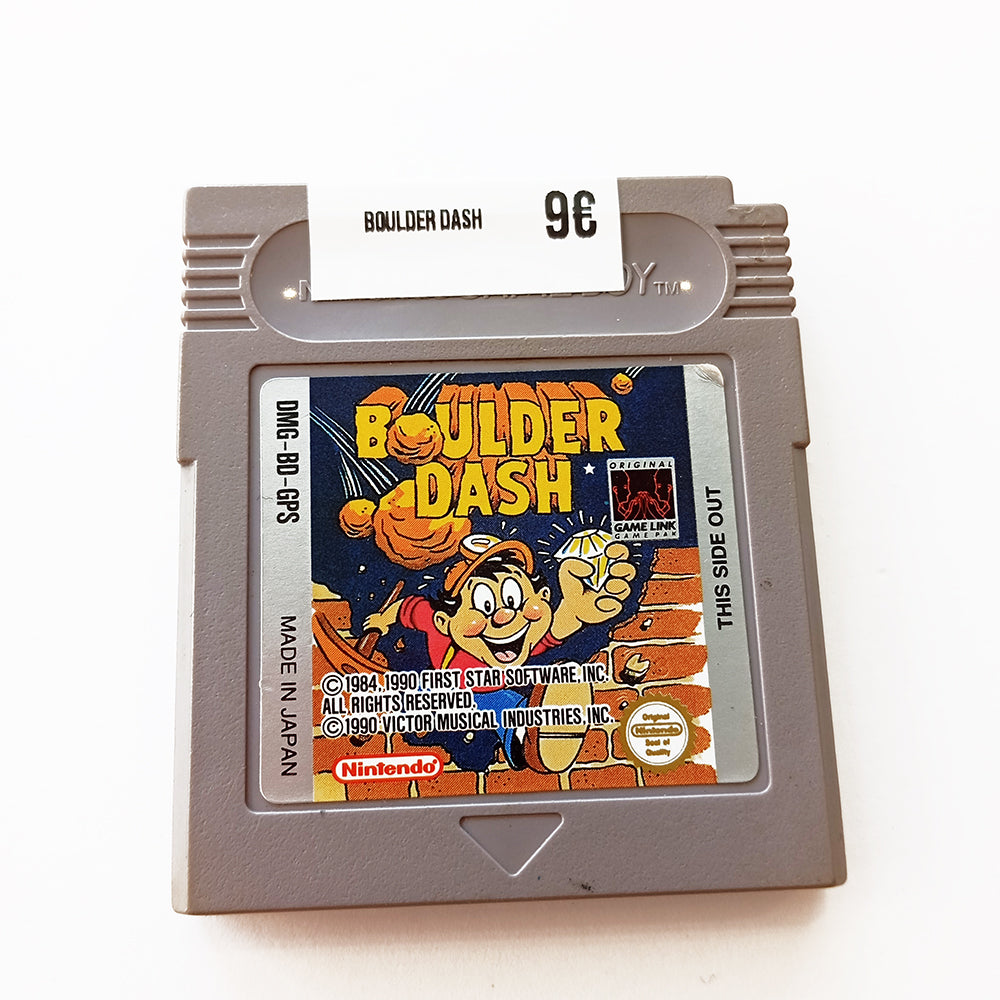 BOULDER DASH 9€
TM
BOULDER
DASH
ORIGINAL
GAME LINK
GAME PAK
DMG-BD-GPS
MADE IN JAPAN
THIS SIDE OUT
© 1984, 1990 FIRST STAR SOFTWARE, INC.
ALL RIGHTS RESERVED.
© 1990 VICTOR MUSICAL INDUSTRIES, INC.
Nintendo
Original
Nintendo
Seal of
Quality